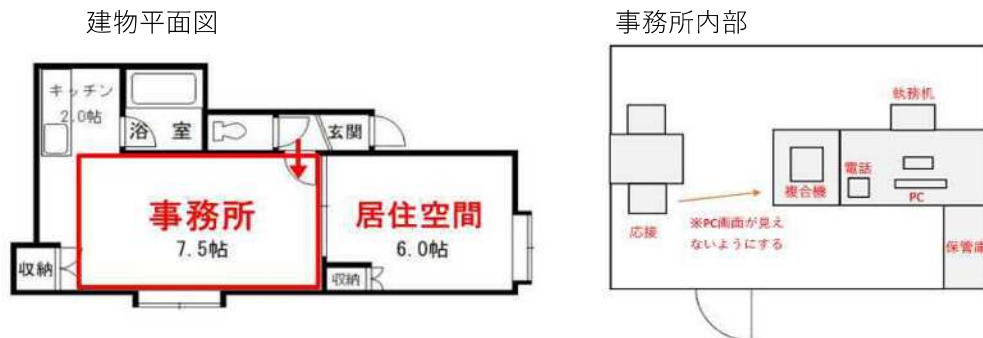 建物平面図
事務所内部
キッチン
2.0帖
浴 室
玄関
事務所
7.5帖
居住空間
6.0帖
収納
収納
執務机
電話
複合機
PC
応接
※PC画面が見え
ないようにする
保管庫